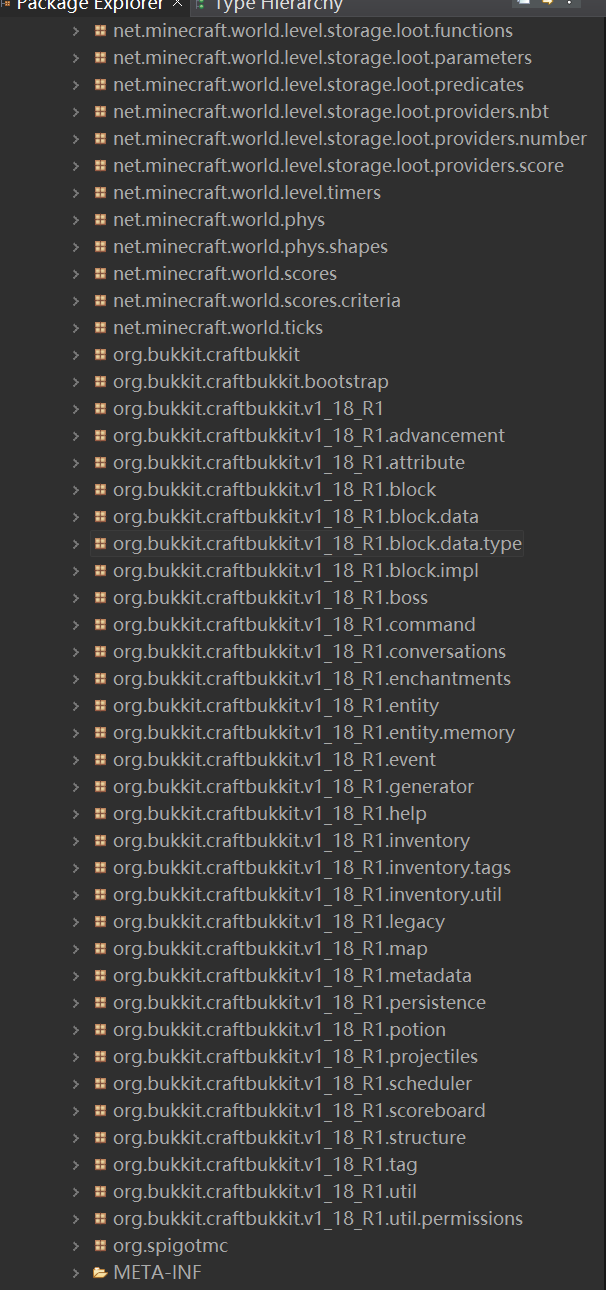 Package Explorer × Type Hierarchy
net.minecraft.world.level.storage.loot.functions
net.minecraft.world.level.storage.loot.parameters
net.minecraft.world.level.storage.loot.predicates
net.minecraft.world.level.storage.loot.providers.nbt
net.minecraft.world.level.storage.loot.providers.number
net.minecraft.world.level.storage.loot.providers.score
net.minecraft.world.level.timers
net.minecraft.world.phys
net.minecraft.world.phys.shapes
net.minecraft.world.scores
net.minecraft.world.scores.criteria
net.minecraft.world.ticks
org.bukkit.craftbukkit
org.bukkit.craftbukkit.bootstrap
org.bukkit.craftbukkit.v1_18_R1
org.bukkit.craftbukkit.v1_18_R1.advancement
org.bukkit.craftbukkit.v1_18_R1.attribute
org.bukkit.craftbukkit.v1_18_R1.block
org.bukkit.craftbukkit.v1_18_R1.block.data
org.bukkit.craftbukkit.v1_18_R1.block.data.type
org.bukkit.craftbukkit.v1_18_R1.block.impl
org.bukkit.craftbukkit.v1_18_R1.boss
org.bukkit.craftbukkit.v1_18_R1.command
org.bukkit.craftbukkit.v1_18_R1.conversations
org.bukkit.craftbukkit.v1_18_R1.enchantments
org.bukkit.craftbukkit.v1_18_R1.entity
org.bukkit.craftbukkit.v1_18_R1.entity.memory
org.bukkit.craftbukkit.v1_18_R1.event
org.bukkit.craftbukkit.v1_18_R1.generator
org.bukkit.craftbukkit.v1_18_R1.help
org.bukkit.craftbukkit.v1_18_R1.inventory
org.bukkit.craftbukkit.v1_18_R1.inventory.tags
org.bukkit.craftbukkit.v1_18_R1.inventory.util
org.bukkit.craftbukkit.v1_18_R1.legacy
org.bukkit.craftbukkit.v1_18_R1.map
org.bukkit.craftbukkit.v1_18_R1.metadata
org.bukkit.craftbukkit.v1_18_R1.persistence
org.bukkit.craftbukkit.v1_18_R1.potion
org.bukkit.craftbukkit.v1_18_R1.projectiles
org.bukkit.craftbukkit.v1_18_R1.scheduler
org.bukkit.craftbukkit.v1_18_R1.scoreboard
org.bukkit.craftbukkit.v1_18_R1.structure
org.bukkit.craftbukkit.v1_18_R1.tag
org.bukkit.craftbukkit.v1_18_R1.util
org.bukkit.craftbukkit.v1_18_R1.util.permissions
org.spigotmc
META-INF